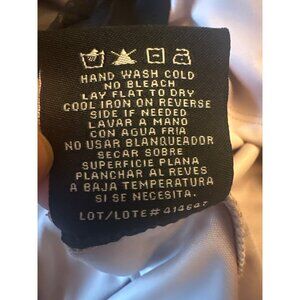 HAND WASH COLD
NO BLEACH
LAY FLAT TO DRY
COOL IRON ON REVERSE
SIDE IF NEEDED
LAVAR A MANO
CON AGUA FRIA
NO USAR BLANQUEADOR
SECAR SOBRE
SUPERFICIE PLANA
PLANCHAR AL REVES
A BAJA TEMPERATURA
SI SE NECESITA.
LOT/LOTE# 414647